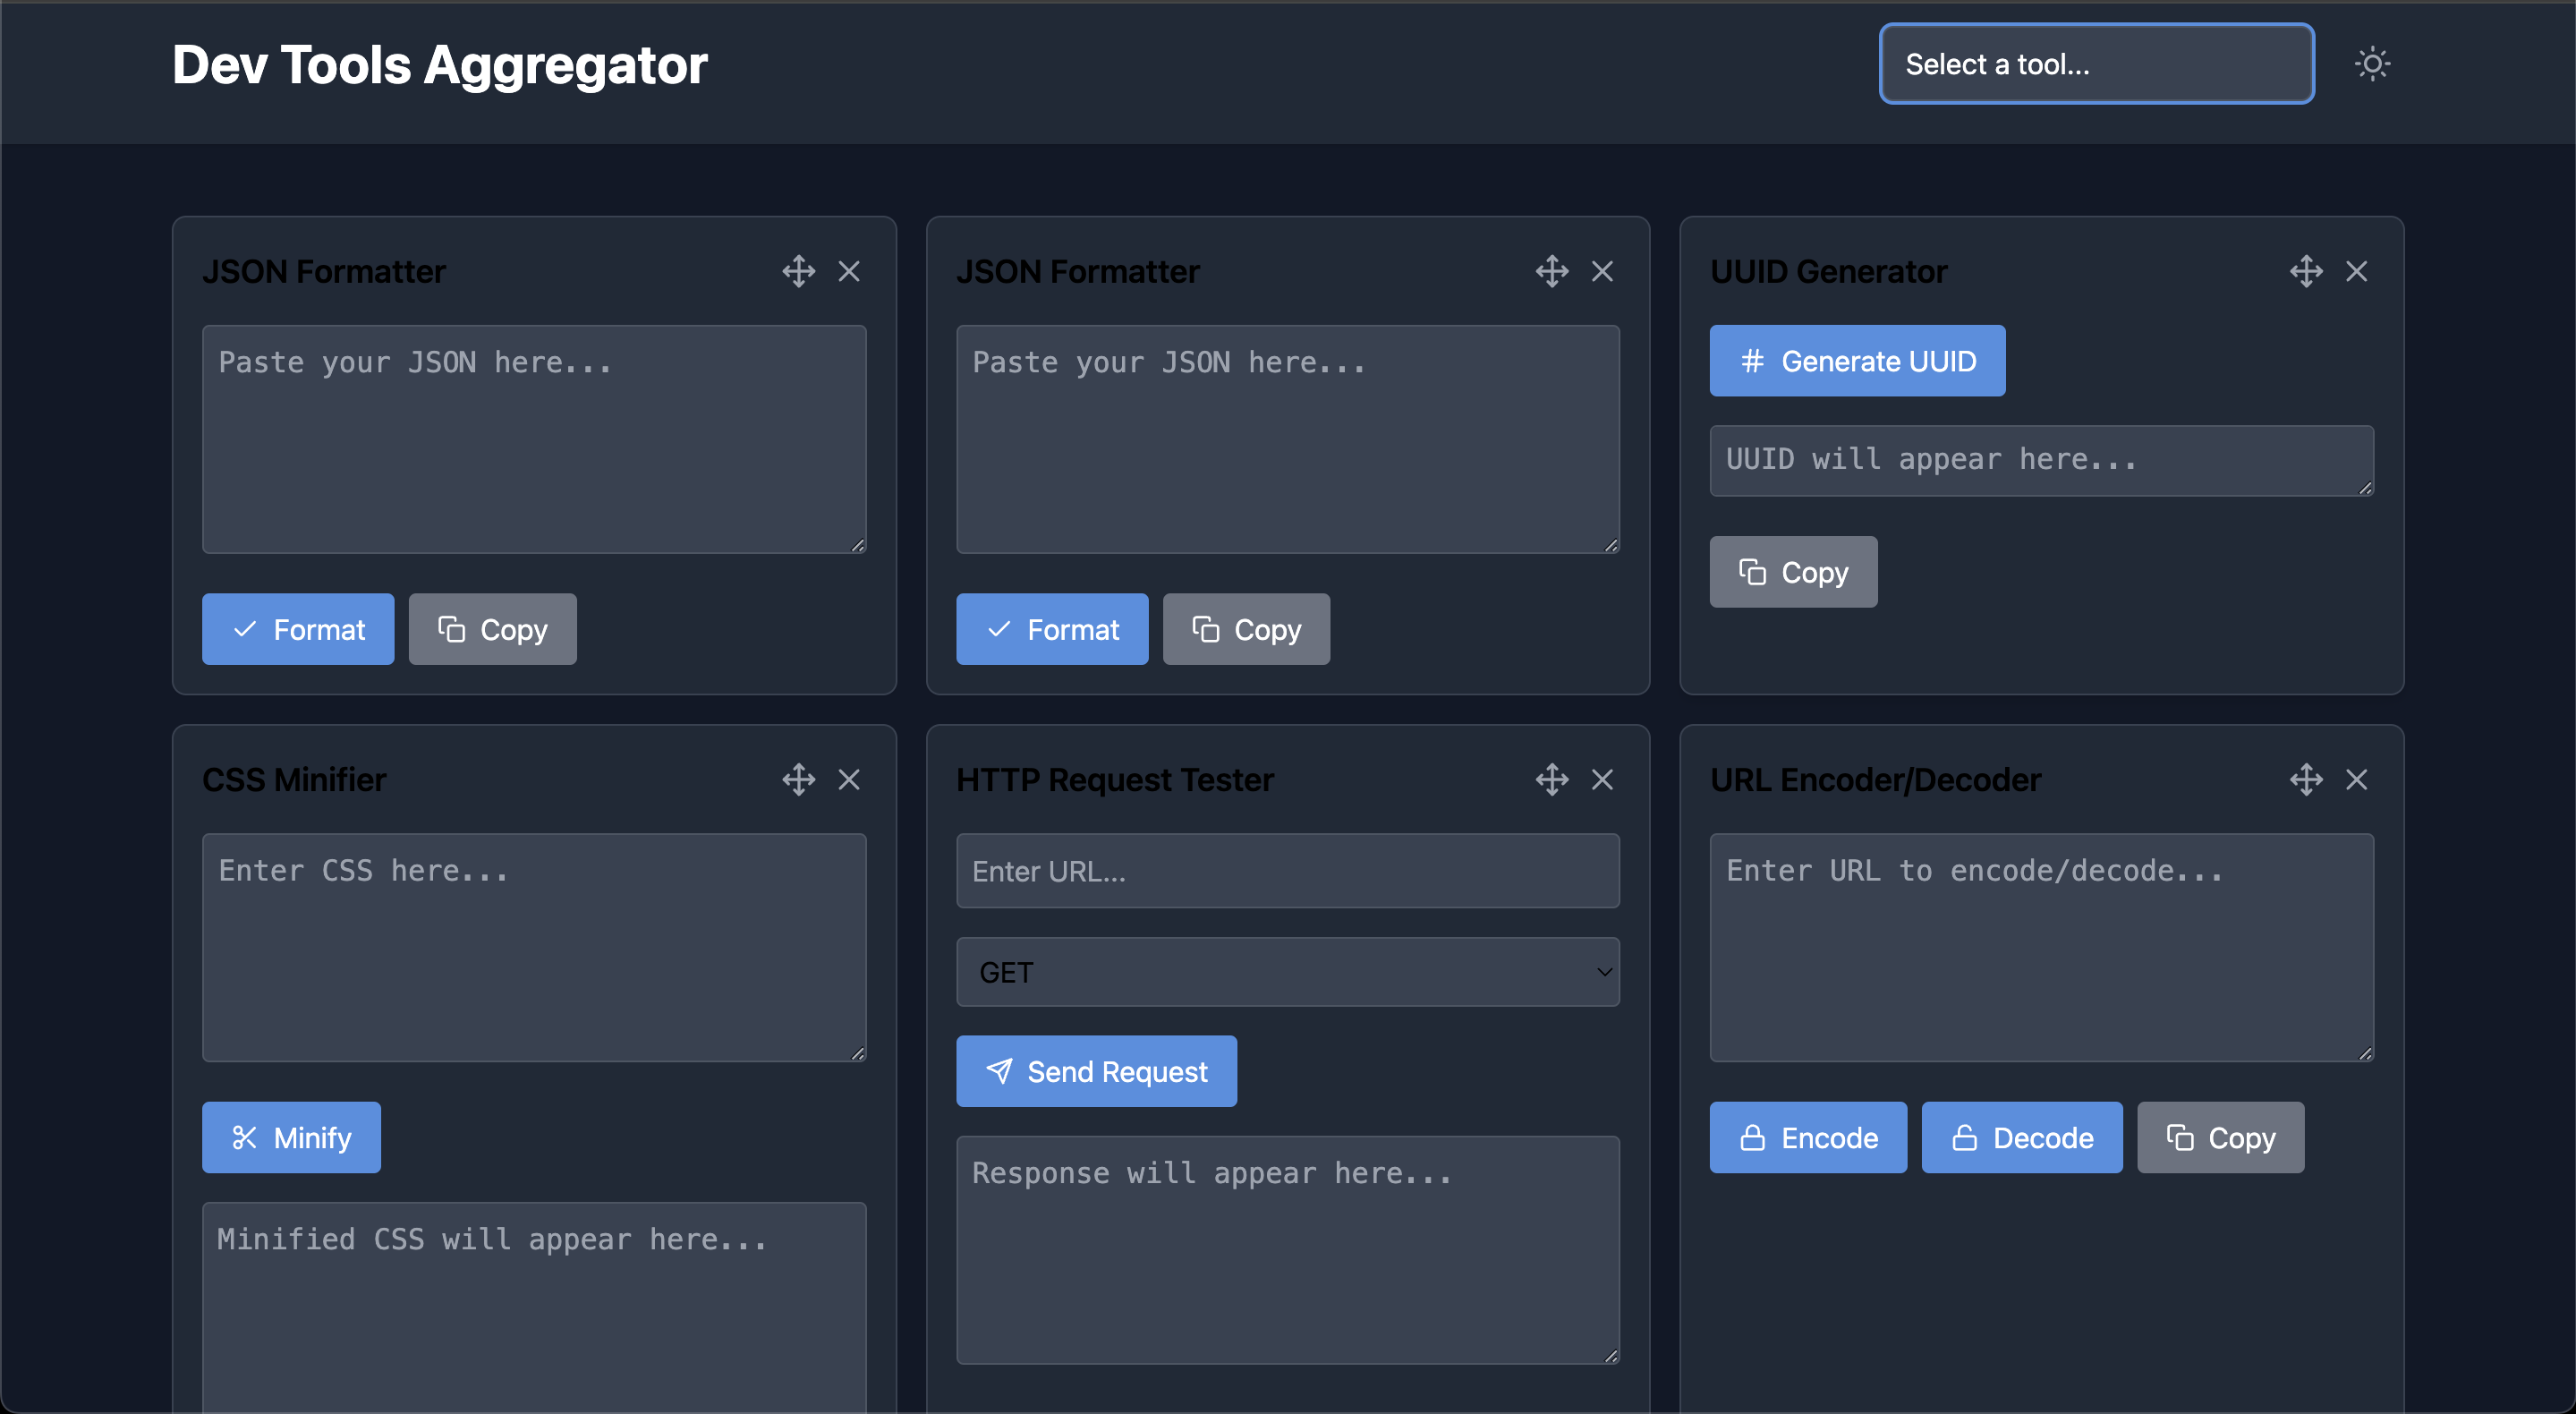 Dev Tools Aggregator
Select a tool...
JSON Formatter
Paste your JSON here...
Format
Copy
JSON Formatter
Paste your JSON here...
Format
Copy
UUID Generator
# Generate UUID
UUID will appear here...
Copy
CSS Minifier
Enter CSS here...
Minify
Minified CSS will appear here...
HTTP Request Tester
Enter URL...
GET
Send Request
Response will appear here...
URL Encoder/Decoder
Enter URL to encode/decode...
Encode
Decode
Copy